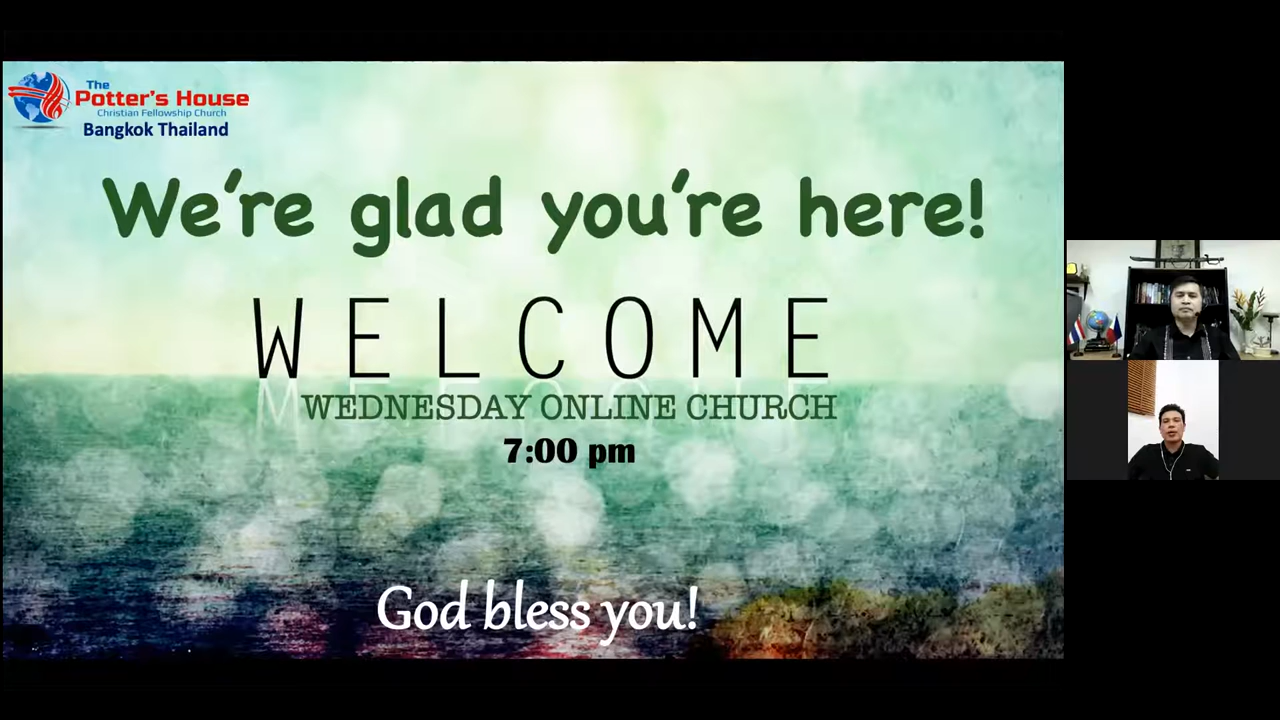 The
Potter's House
Christian Fellowship Church
Bangkok Thailand
We're glad you're here!
WELCOME
WEDNESDAY ONLINE CHURCH
7:00 pm
God bless you!